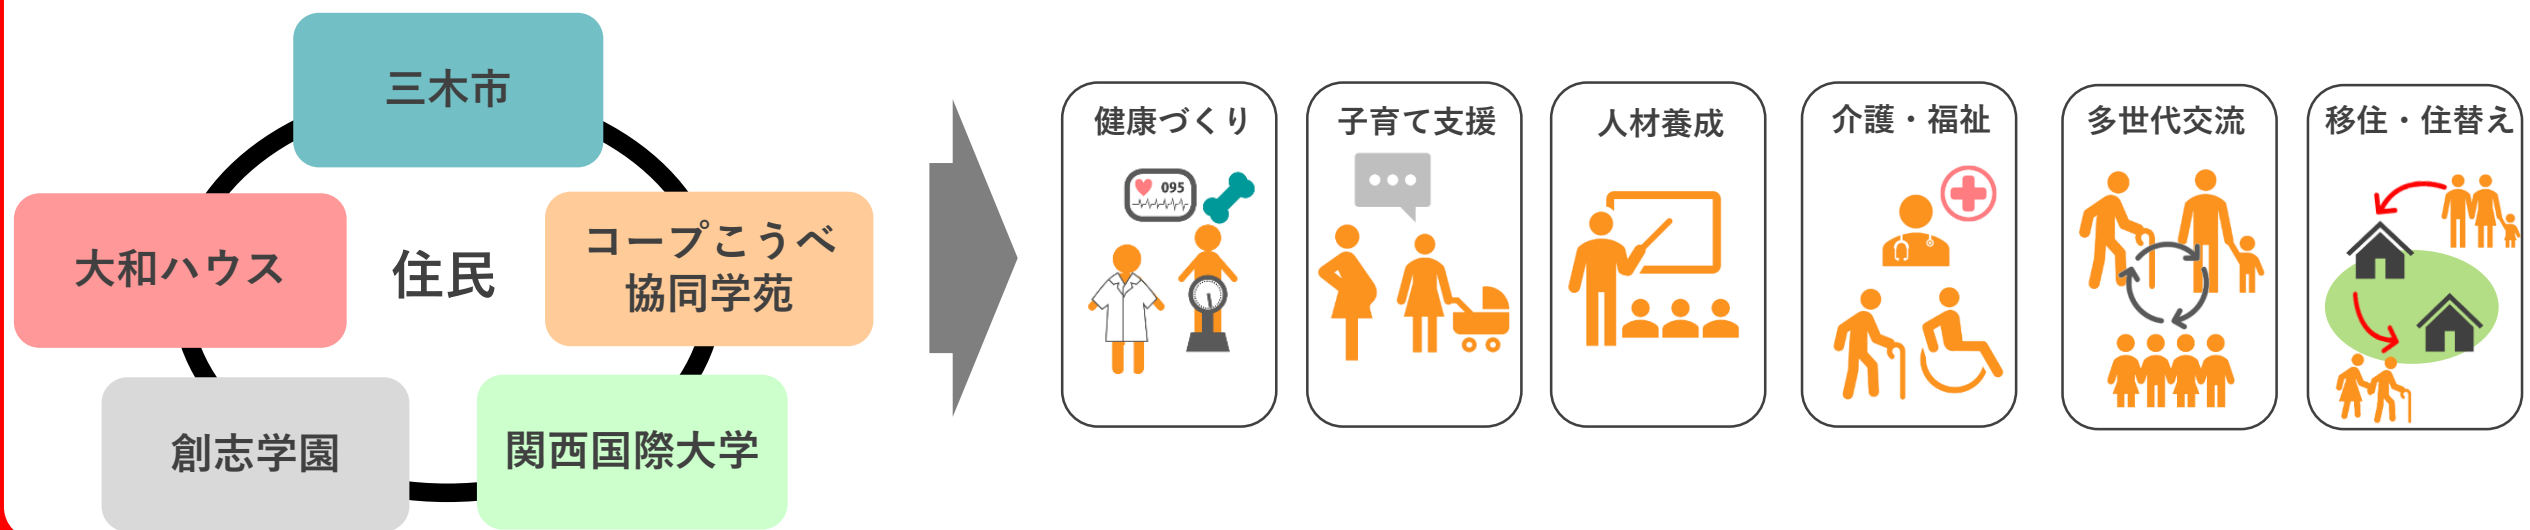 三木市
大和ハウス
住民
コープこうべ
協同学苑
創志学園
関西国際大学
健康づくり
095
子育て支援
人材養成
介護・福祉
多世代交流
移住・住替え